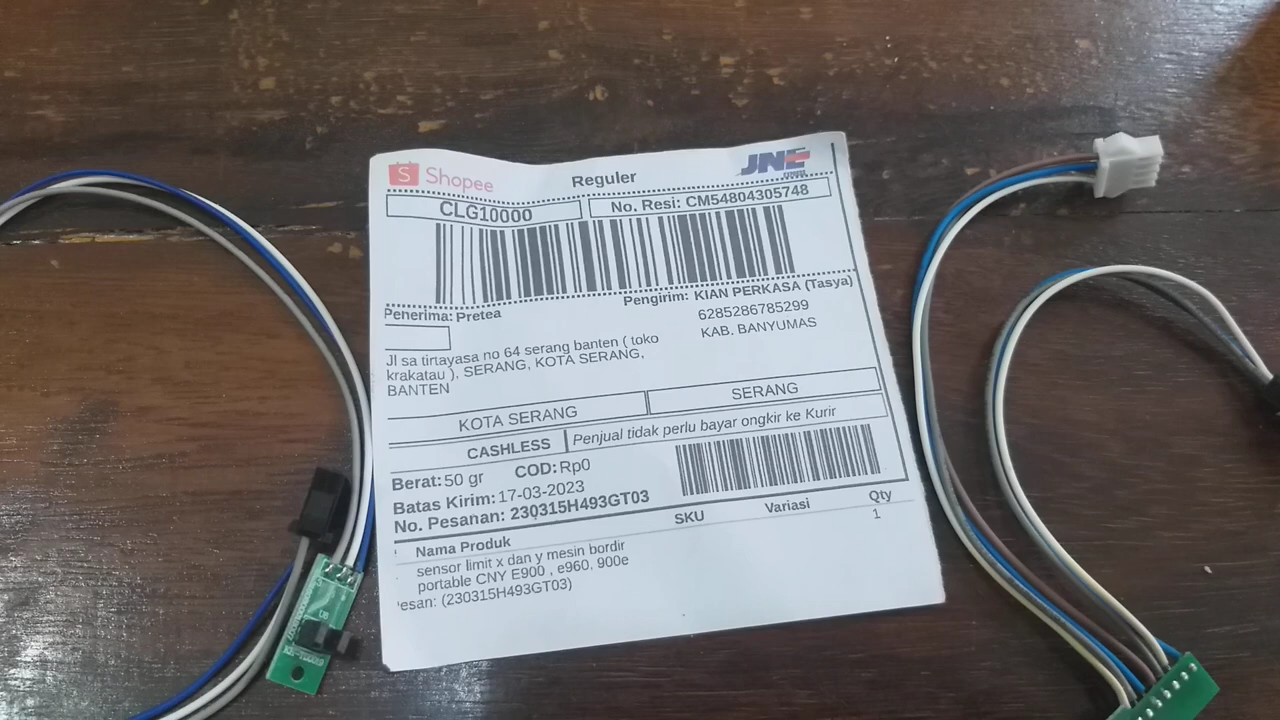 Shopee
Reguler
JNE
CLG10000
No. Resi: CM54804305748
Penerima: Pretea
Pengirim: KIAN PERKASA (Tasya)
6285286785299
KAB. BANYUMAS
Jl sa tirtayasa no 64 serang banten ( toko
krakatau ), SERANG, KOTA SERANG,
BANTEN
KOTA SERANG
SERANG
CASHLESS
Penjual tidak perlu bayar ongkir ke Kurir
Berat: 50 gr
COD: Rp0
Batas Kirim: 17-03-2023
No. Pesanan: 230315H493GT03
Nama Produk
SKU
Variasi
Qty
sensor limit x dan y mesin bordir
portable CNY E900 , e960. 900e
1
esan: (230315H493GT03)